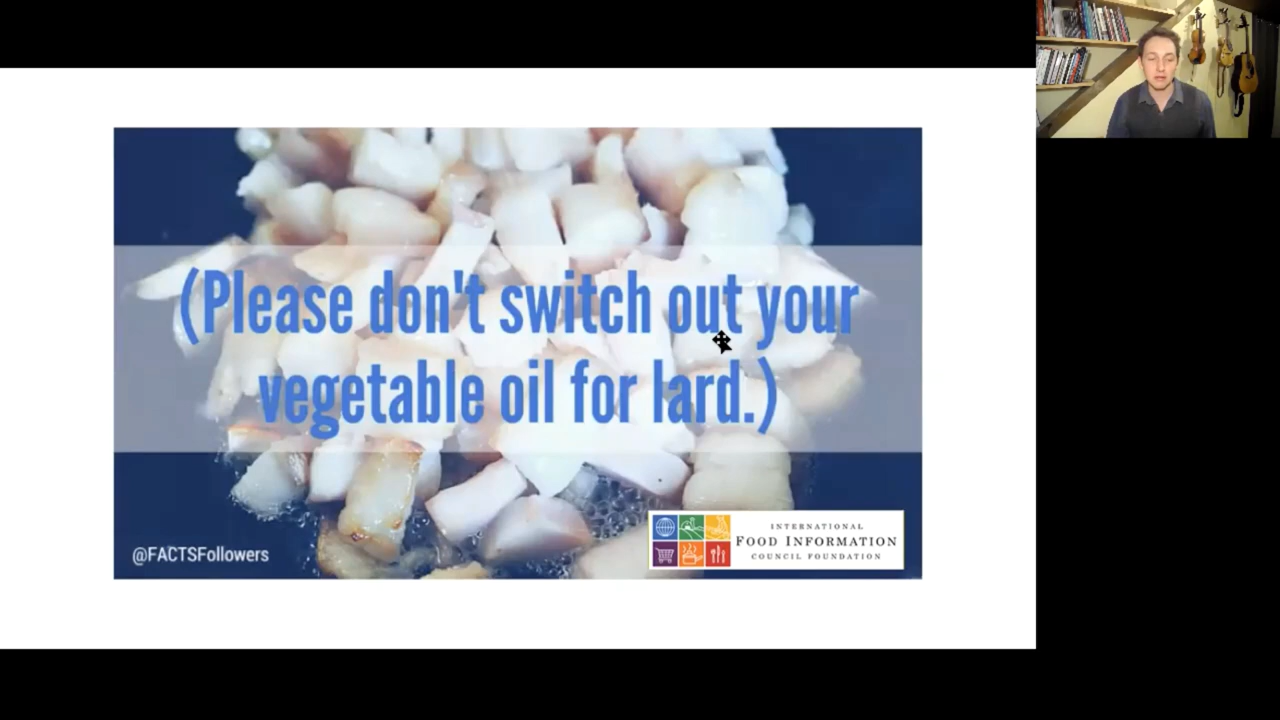 (Please don't switch out your
vegetable oil for lard.)
@FACTSFollowers
INTERNATIONAL
FOOD INFORMATION
COUNCIL FOUNDATION